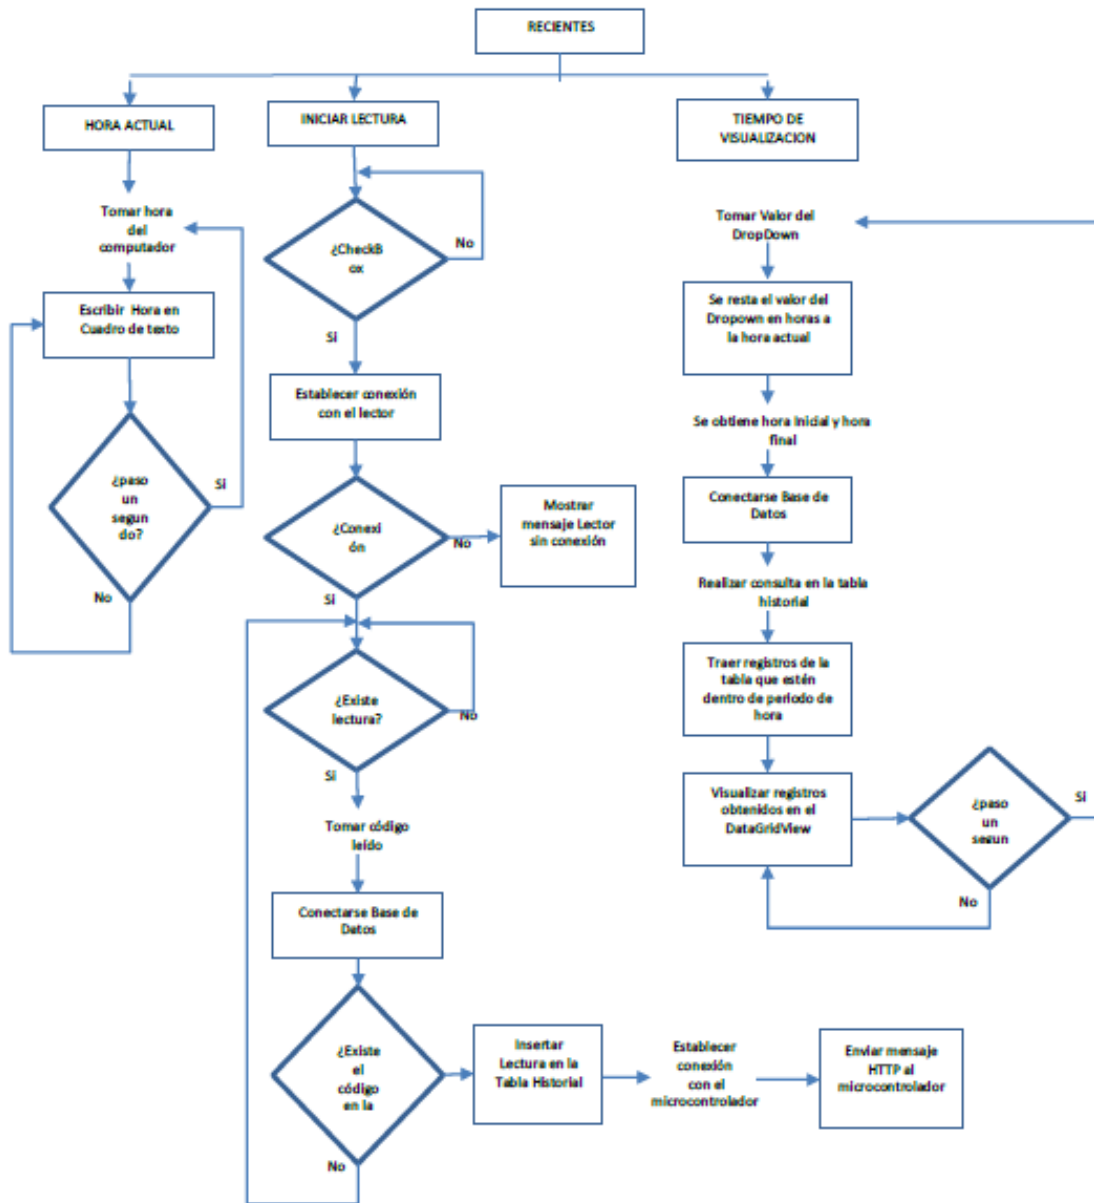 RECIENTES
HORA ACTUAL
INICIAR LECTURA
TIEMPO DE
VISUALIZACION
Tomar hora
del
computador
Escribir Hora en
Cuadro de texto
¿paso
un
segun
do?
Si
No
¿CheckB
ox
No
Si
Establecer conexión
con el lector
¿Conexi
ón
No
Mostrar
mensaje Lector
sin conexión
Si
¿Existe
lectura?
No
Si
Tomar código
leído
Conectarse Base de
Datos
¿Existe
el
código
en la
No
Insertar
Lectura en la
Tabla Historial
Establecer
conexión
con el
microcontrolador
Enviar mensaje
HTTP al
microcontrolador
Tomar Valor del
DropDown
Se resta el valor del
Dropown en horas a
la hora actual
Se obtiene hora Inicial y hora
final
Conectarse Base de
Datos
Realizar consulta en la tabla
historial
Traer registros de la
tabla que estén
dentro de periodo de
hora
Visualizar registros
obtenidos en el
DataGridView
¿paso
un
segun
Si
No